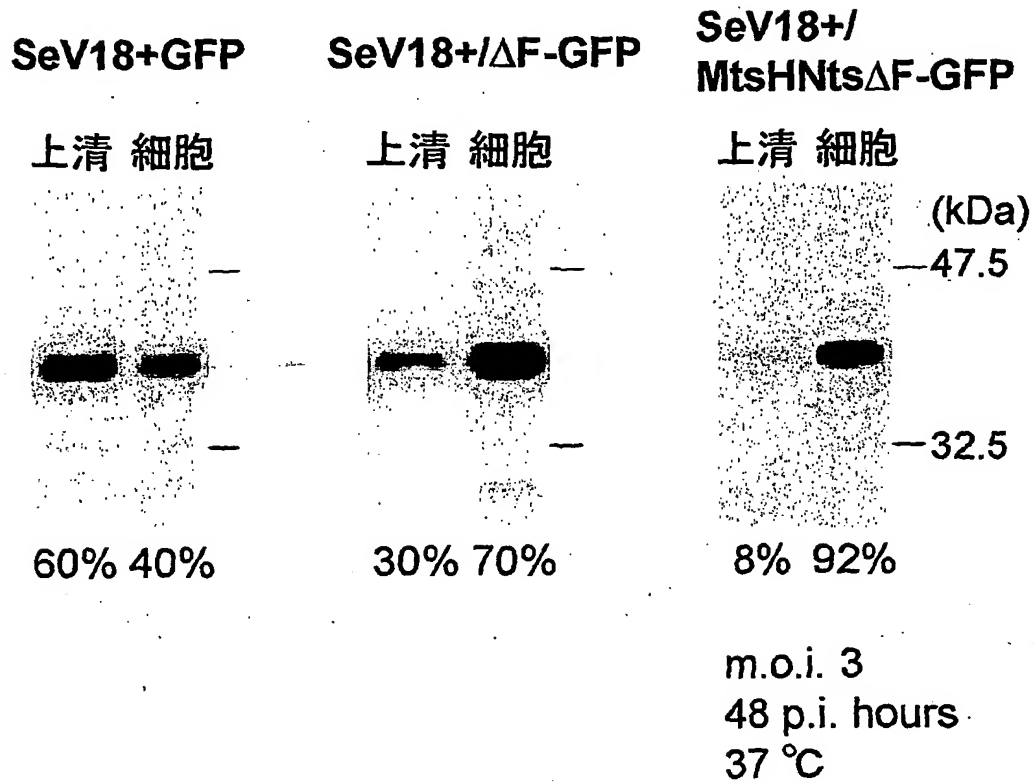 SeV18+GFP
SeV18+/ΔF-GFP
SeV18+/
MtsHNtsΔF-GFP
上清 細胞
上清 細胞
上清 細胞
(kDa)
47.5
32.5
60% 40%
30% 70%
8% 92%
m.o.i. 3
48 p.i. hours
37 °C